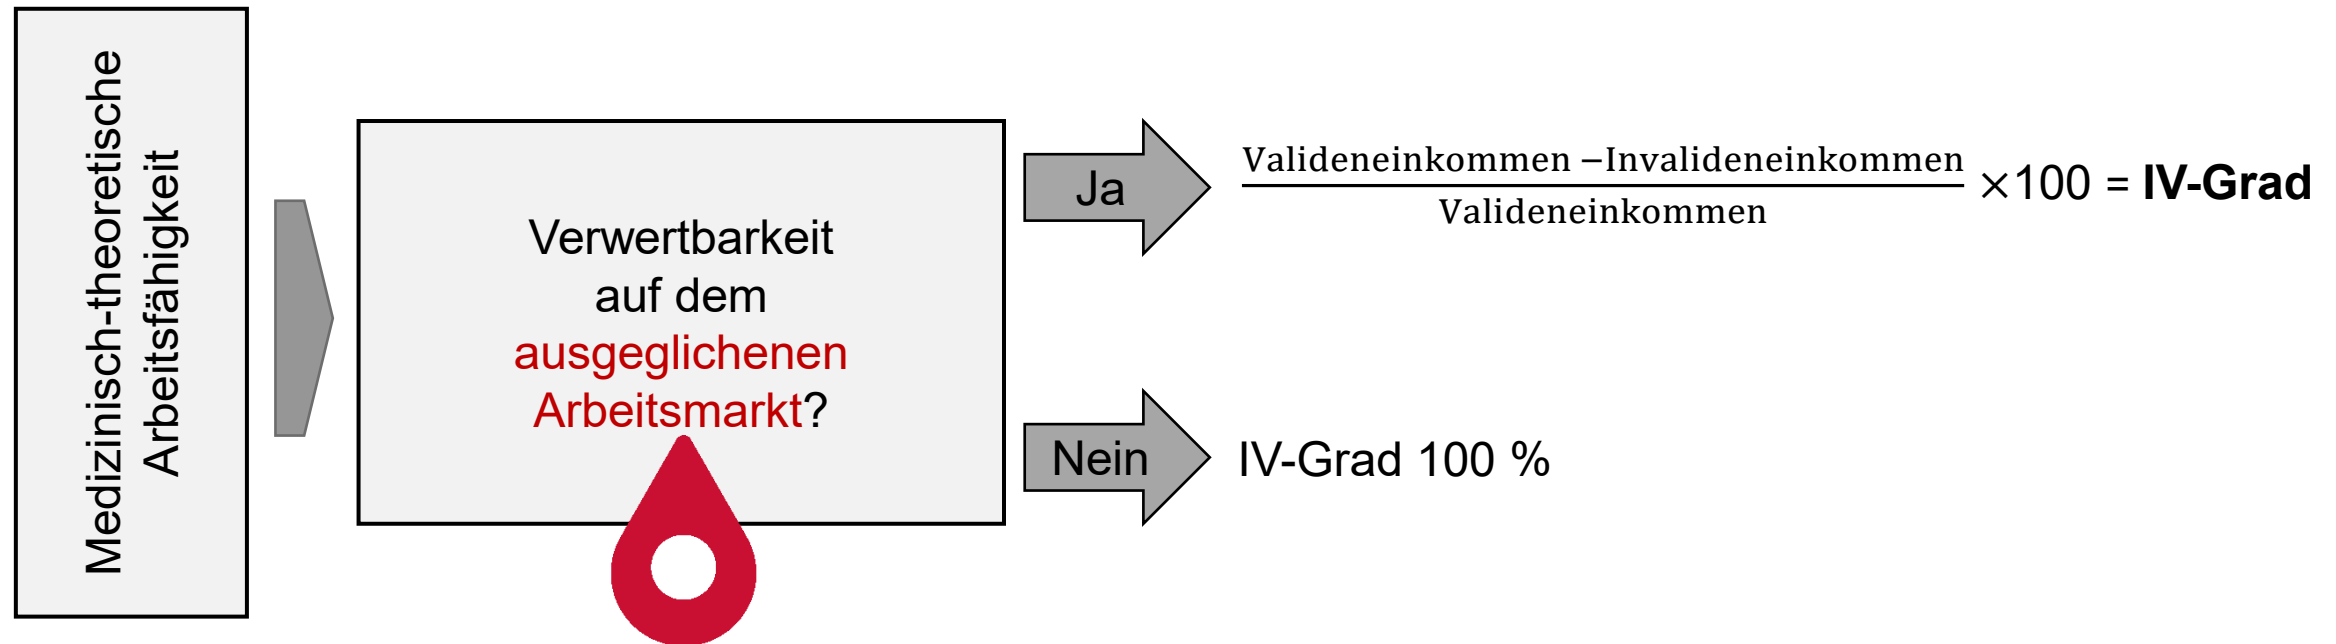 Medizinisch-theoretische
Arbeitsfähigkeit
Verwertbarkeit
auf dem
ausgeglichenen
Arbeitsmarkt?
Ja
Valideneinkommen –Invalideneinkommen
Valideneinkommen
×100 = IV-Grad
Nein
IV-Grad 100 %